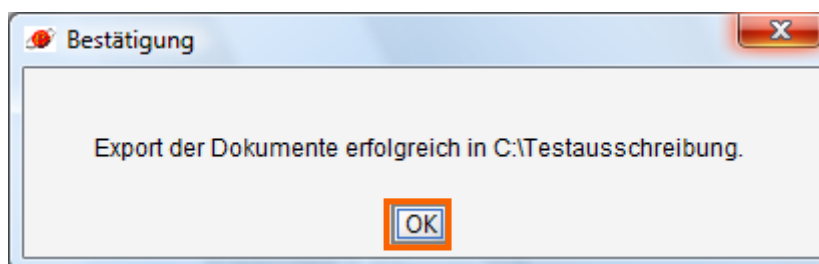 Bestätigung
Export der Dokumente erfolgreich in C:\Testausschreibung.
OK